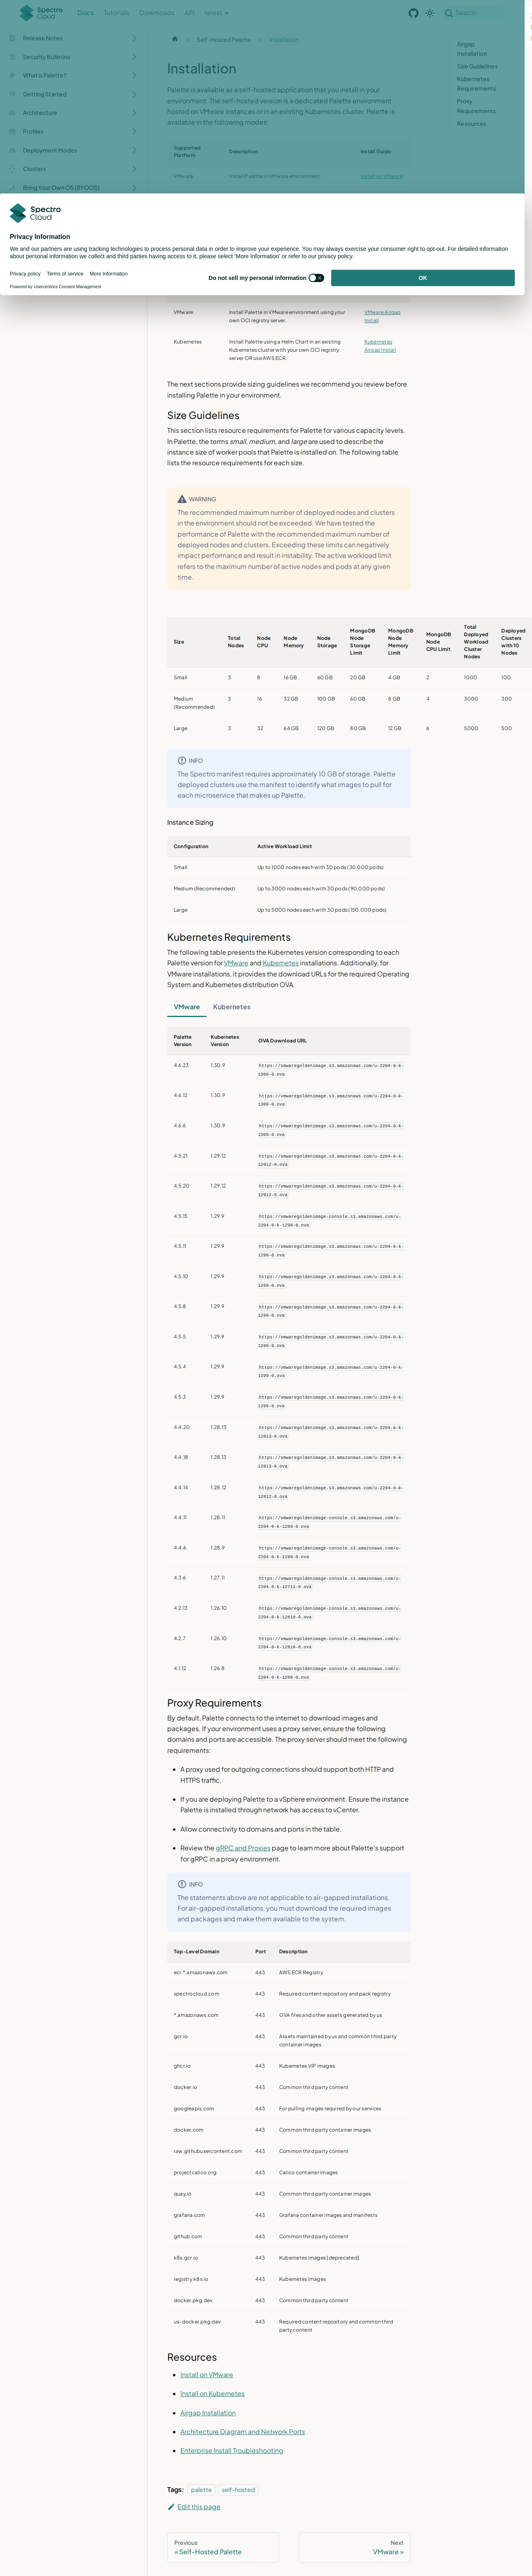 Spectro
Cloud
Docs
Tutorials
Downloads
API
latest
Search
Release Notes
Security Bulletins
What is Palette?
Getting Started
Architecture
Profiles
Deployment Modes
Clusters
Bring Your Own OS (BYOOS)
Self-Hosted Palette
Installation
Airgap
Installation
Size Guidelines
Kubernetes
Requirements
Proxy
Requirements
Resources
Installation
Palette is available as a self-hosted application that you install in your
environment. The self-hosted version is a dedicated Palette environment
hosted on VMware instances or in an existing Kubernetes cluster. Palette is
available in the following modes:
Supported
Platform
Description
Install Guide
VMware
Install Palette in VMware environment.
Install on VMware
Spectro
Cloud
Privacy Information
We and our partners are using tracking technologies to process personal data in order to improve your experience. You may always exercise your consumer right to opt-out. For detailed information
about personal information we collect and third parties having access to it, please select 'More Information' or refer to our privacy policy.
Privacy policy
Terms of service
More Information
Do not sell my personal information
OK
Powered by Usercentrics Consent Management
VMware
Install Palette in VMware environment using your
own OCI registry server.
VMware Airgap
Install
Kubernetes
Install Palette using a Helm Chart in an existing
Kubernetes cluster with your own OCI registry
server OR use AWS ECR.
Kubernetes
Airgap Install
The next sections provide sizing guidelines we recommend you review before
installing Palette in your environment.
Size Guidelines
This section lists resource requirements for Palette for various capacity levels.
In Palette, the terms small, medium, and large are used to describe the
instance size of worker pools that Palette is installed on. The following table
lists the resource requirements for each size.
WARNING
The recommended maximum number of deployed nodes and clusters
in the environment should not be exceeded. We have tested the
performance of Palette with the recommended maximum number of
deployed nodes and clusters. Exceeding these limits can negatively
impact performance and result in instability. The active workload limit
refers to the maximum number of active nodes and pods at any given
time.
Size
Total
Nodes
Node
CPU
Node
Memory
Node
Storage
MongoDB
Node
Storage
Limit
MongoDB
Node
Memory
Limit
MongoDB
Node
CPU Limit
Total
Deployed
Workload
Cluster
Nodes
Deployed
Clusters
with 10
Nodes
Small 3 8 16 GB 60 GB 20 GB 4 GB 2 1000 100
Medium
(Recommended)
3 16 32 GB 100 GB 60 GB 8 GB 4 3000 300
Large 3 32 64 GB 120 GB 80 GB 12 GB 6 5000 500
INFO
The Spectro manifest requires approximately 10 GB of storage. Palette
deployed clusters use the manifest to identify what images to pull for
each microservice that makes up Palette.
Instance Sizing
Configuration Active Workload Limit
Small Up to 1000 nodes each with 30 pods (30,000 pods)
Medium (Recommended) Up to 3000 nodes each with 30 pods (90,000 pods)
Large Up to 5000 nodes each with 30 pods (150,000 pods)
Kubernetes Requirements
The following table presents the Kubernetes version corresponding to each
Palette version for VMware and Kubernetes installations. Additionally, for
VMware installations, it provides the download URLs for the required Operating
System and Kubernetes distribution OVA.
VMware Kubernetes
Palette
Version
Kubernetes
Version
OVA Download URL
4.6.23 1.30.9 https://vmwaregoldenimage.s3.amazonaws.com/u-2204-0-k-
1309-0.ova
4.6.12 1.30.9 https://vmwaregoldenimage.s3.amazonaws.com/u-2204-0-k-
1309-0.ova
4.6.6 1.30.9 https://vmwaregoldenimage.s3.amazonaws.com/u-2204-0-k-
1309-0.ova
4.5.21 1.29.12 https://vmwaregoldenimage.s3.amazonaws.com/u-2204-0-k-
12912-0.ova
4.5.20 1.29.12 https://vmwaregoldenimage.s3.amazonaws.com/u-2204-0-k-
12912-0.ova
4.5.15 1.29.9 https://vmwaregoldenimage-console.s3.amazonaws.com/u-
2204-0-k-1299-0.ova
4.5.11 1.29.9 https://vmwaregoldenimage.s3.amazonaws.com/u-2204-0-k-
1299-0.ova
4.5.10 1.29.9 https://vmwaregoldenimage.s3.amazonaws.com/u-2204-0-k-
1299-0.ova
4.5.8 1.29.9 https://vmwaregoldenimage.s3.amazonaws.com/u-2204-0-k-
1299-0.ova
4.5.5 1.29.9 https://vmwaregoldenimage.s3.amazonaws.com/u-2204-0-k-
1299-0.ova
4.5.4 1.29.9 https://vmwaregoldenimage.s3.amazonaws.com/u-2204-0-k-
1299-0.ova
4.5.3 1.29.9 https://vmwaregoldenimage.s3.amazonaws.com/u-2204-0-k-
1299-0.ova
4.4.20 1.28.13 https://vmwaregoldenimage.s3.amazonaws.com/u-2204-0-k-
12813-0.ova
4.4.18 1.28.13 https://vmwaregoldenimage.s3.amazonaws.com/u-2204-0-k-
12813-0.ova
4.4.14 1.28.12 https://vmwaregoldenimage.s3.amazonaws.com/u-2204-0-k-
12812-0.ova
4.4.11 1.28.11 https://vmwaregoldenimage-console.s3.amazonaws.com/u-
2204-0-k-1289-0.ova
4.4.6 1.28.9 https://vmwaregoldenimage-console.s3.amazonaws.com/u-
2204-0-k-1289-0.ova
4.3.6 1.27.11 https://vmwaregoldenimage-console.s3.amazonaws.com/u-
2204-0-k-12711-0.ova
4.2.13 1.26.10 https://vmwaregoldenimage-console.s3.amazonaws.com/u-
2204-0-k-12610-0.ova
4.2.7 1.26.10 https://vmwaregoldenimage-console.s3.amazonaws.com/u-
2204-0-k-12610-0.ova
4.1.12 1.26.8 https://vmwaregoldenimage-console.s3.amazonaws.com/u-
2204-0-k-1268-0.ova
Proxy Requirements
By default, Palette connects to the internet to download images and
packages. If your environment uses a proxy server, ensure the following
domains and ports are accessible. The proxy server should meet the following
requirements:
A proxy used for outgoing connections should support both HTTP and
HTTPS traffic.
If you are deploying Palette to a vSphere environment. Ensure the instance
Palette is installed through network has access to vCenter.
Allow connectivity to domains and ports in the table.
Review the gRPC and Proxies page to learn more about Palette's support
for gRPC in a proxy environment.
INFO
The statements above are not applicable to air-gapped installations.
For air-gapped installations, you must download the required images
and packages and make them available to the system.
Top-Level Domain Port Description
ecr.*.amazonaws.com 443 AWS ECR Registry
spectrocloud.com 443 Required content repository and pack registry
*.amazonaws.com 443 OVA files and other assets generated by us
gcr.io 443 Assets maintained by us and common third party
container images
ghcr.io 443 Kubernetes VIP images
docker.io 443 Common third party content
googleapis.com 443 For pulling images required by our services
docker.com 443 Common third party container images
raw.githubusercontent.com 443 Common third party content
projectcalico.org 443 Calico container images
quay.io 443 Common third party container images
grafana.com 443 Grafana container images and manifests
github.com 443 Common third party content
k8s.gcr.io 443 Kubernetes images [deprecated]
registry.k8s.io 443 Kubernetes images
docker.pkg.dev 443 Common third party content
us-docker.pkg.dev 443 Required content repository and common third
party content
Resources
Install on VMware
Install on Kubernetes
Airgap Installation
Architecture Diagram and Network Ports
Enterprise Install Troubleshooting
Tags: palette self-hosted
Edit this page
Previous
« Self-Hosted Palette
Next
VMware »